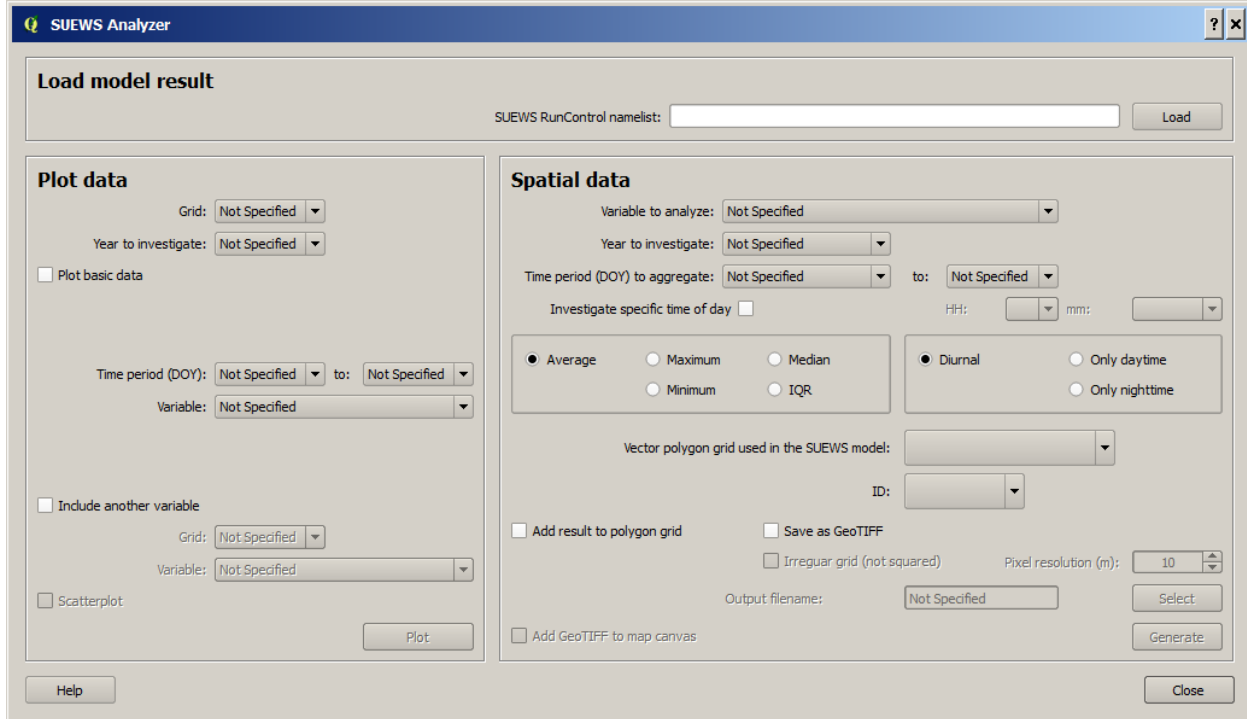 SUEWS Analyzer
Load model result
SUEWS RunControl namelist: Load
Plot data
Grid: Not Specified
Year to investigate: Not Specified
Plot basic data
Time period (DOY): Not Specified to: Not Specified
Variable: Not Specified
Include another variable
Grid: Not Specified
Variable: Not Specified
Scatterplot
Plot
Spatial data
Variable to analyze: Not Specified
Year to investigate: Not Specified
Time period (DOY) to aggregate: Not Specified to: Not Specified
Investigate specific time of day HH: mm:
Average Maximum Median Diurnal Only daytime
Minimum IQR Only nighttime
Vector polygon grid used in the SUEWS model:
ID:
Add result to polygon grid Save as GeoTIFF
Irreguar grid (not squared) Pixel resolution (m): 10
Output filename: Not Specified Select
Add GeoTIFF to map canvas Generate
Help Close